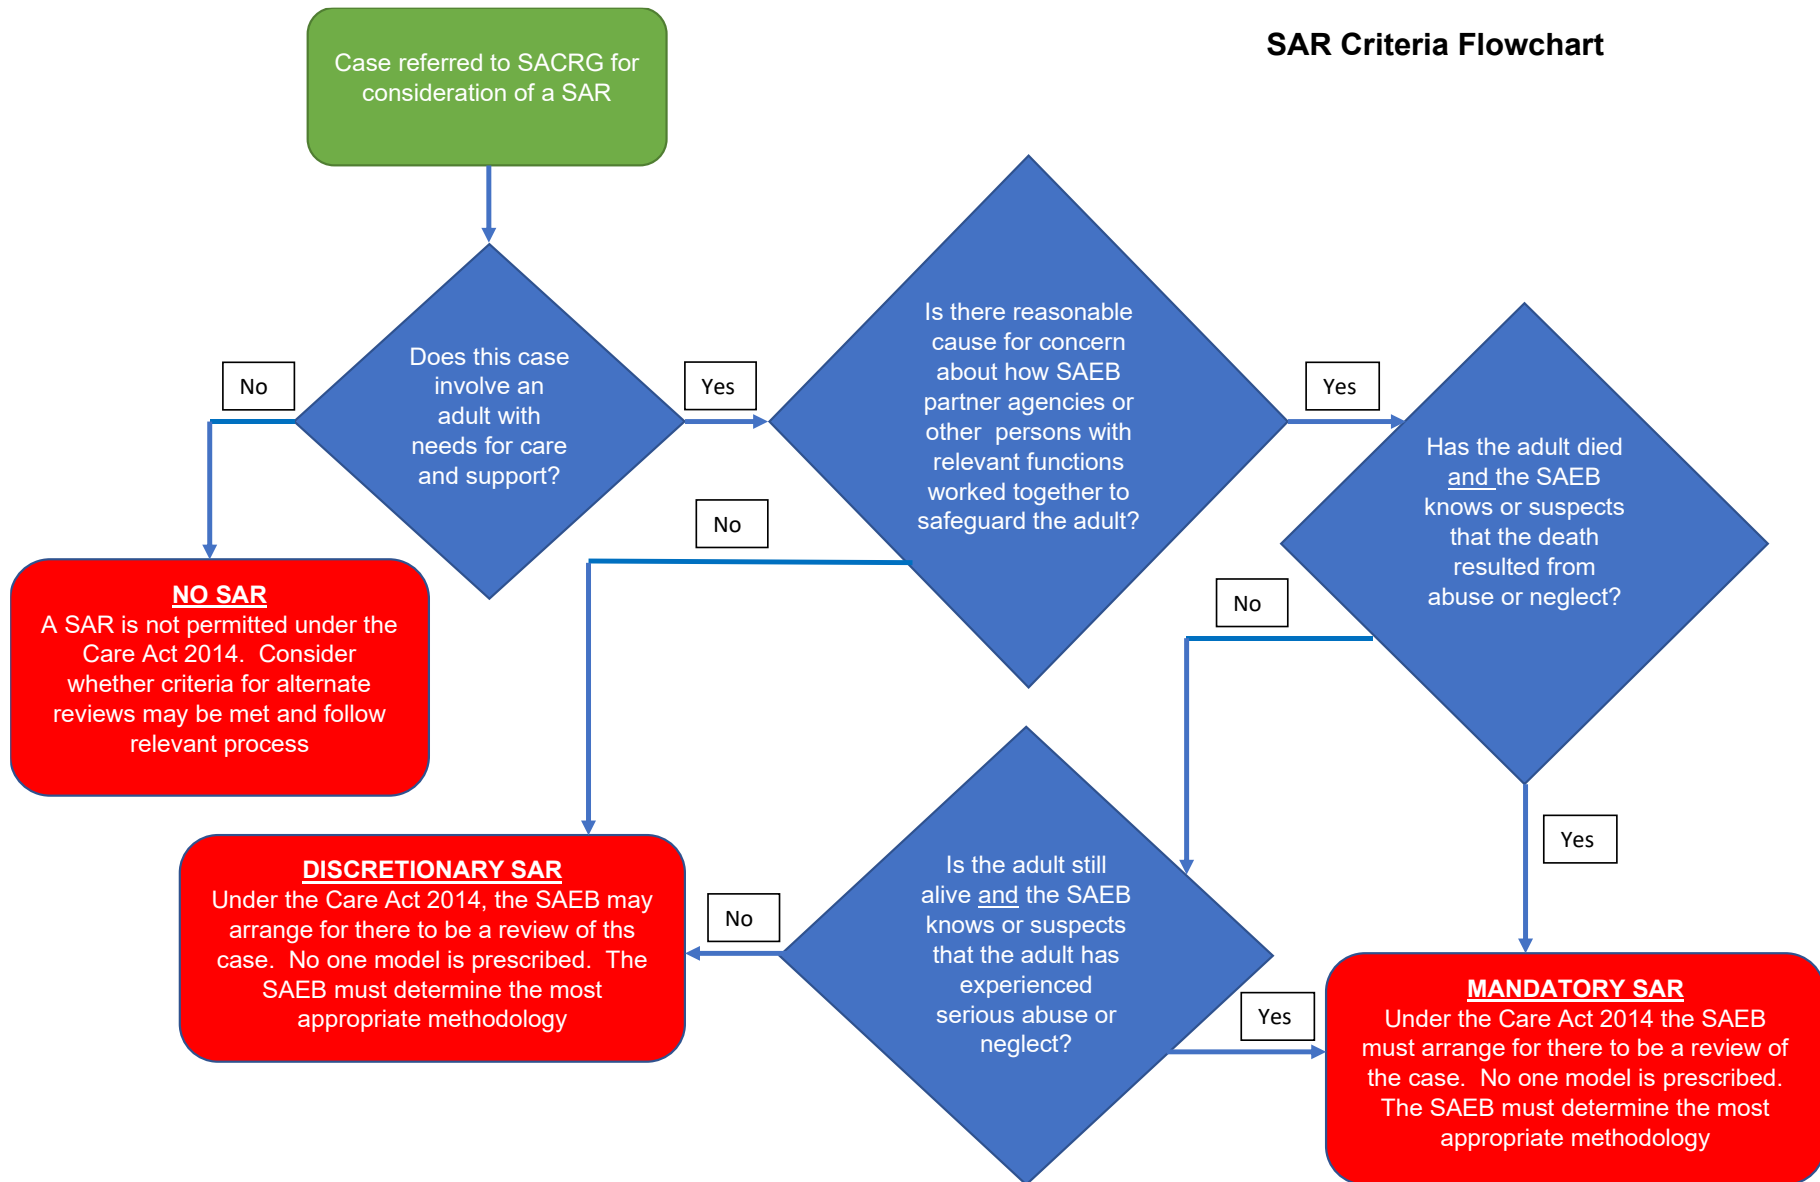 SAR Criteria Flowchart
Case referred to SACRG for
consideration of a SAR
Does this case
involve an
adult with
needs for care
and support?
No
Yes
Is there reasonable
cause for concern
about how SAEB
partner agencies or
other  persons with
relevant functions
worked together to
safeguard the adult?
No
Yes
Has the adult died
and the SAEB
knows or suspects
that the death
resulted from
abuse or neglect?
No
Yes
NO SAR
A SAR is not permitted under the
Care Act 2014.  Consider
whether criteria for alternate
reviews may be met and follow
relevant process
DISCRETIONARY SAR
Under the Care Act 2014, the SAEB may
arrange for there to be a review of ths
case.  No one model is prescribed.  The
SAEB must determine the most
appropriate methodology
No
Is the adult still
alive and the SAEB
knows or suspects
that the adult has
experienced
serious abuse or
neglect?
Yes
MANDATORY SAR
Under the Care Act 2014 the SAEB
must arrange for there to be a review of
the case.  No one model is prescribed.
The SAEB must determine the most
appropriate methodology